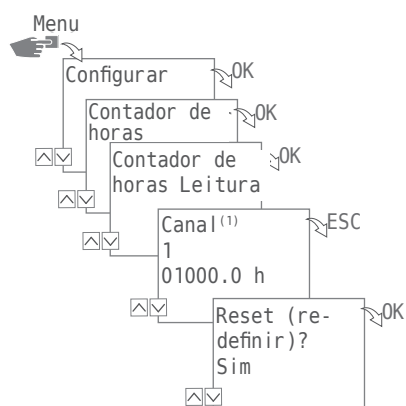 Menu
Configurar
OK
Contador de
horas
OK
Contador de
horas Leitura
OK
Canal(1)
1
01000.0 h
ESC
Reset (re-
definir)?
Sim
OK